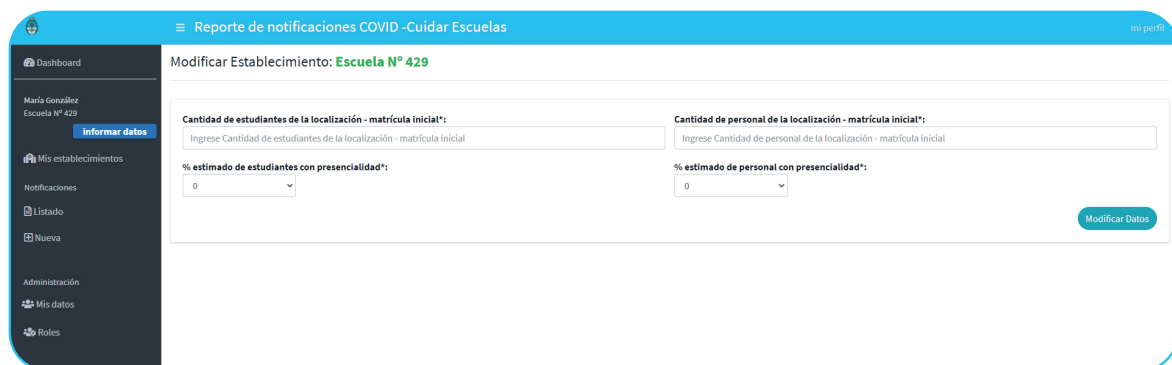 Reporte de notificaciones COVID -Cuidar Escuelas
mi perfil
Dashboard
María González
Escuela Nº 429
informar datos
Mis establecimientos
Notificaciones
Listado
Nueva
Administración
Mis datos
Roles
Modificar Establecimiento: Escuela Nº 429
Cantidad de estudiantes de la localización - matrícula inicial*:
Ingrese Cantidad de estudiantes de la localización - matrícula inicial
Cantidad de personal de la localización - matrícula inicial*:
Ingrese Cantidad de personal de la localización - matrícula inicial
% estimado de estudiantes con presencialidad*:
0
% estimado de personal con presencialidad*:
0
Modificar Datos